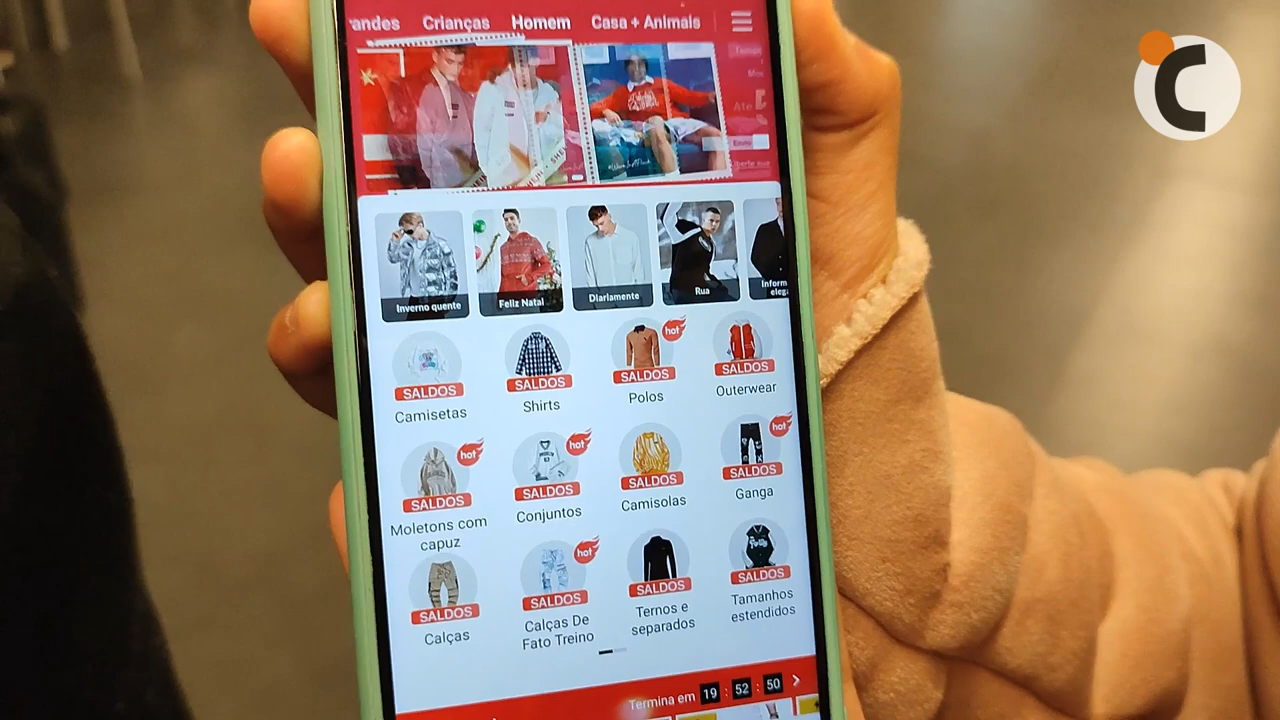 andes Crianças Homem Casa + Animais
Inverno quente
Feliz Natal
Diariamente
Rua
Inform
elega
SALDOS
Camisetas
SALDOS
Shirts
hot
SALDOS
Polos
SALDOS
Outerwear
hot
SALDOS
Moletons com
capuz
hot
SALDOS
Conjuntos
SALDOS
Camisolas
hot
SALDOS
Ganga
SALDOS
Calças
hot
SALDOS
Calças De
Fato Treino
SALDOS
Ternos e
separados
SALDOS
Tamanhos
estendidos
Termina em 19 : 52 : 50
C